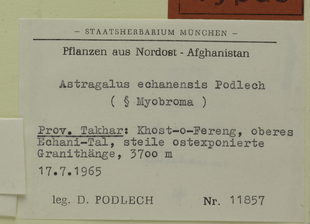 – STAATSHERBARIUM MÜNCHEN –
Pflanzen aus Nordost - Afghanistan
Astragalus echanensis Podlech
( § Myobroma )
Prov. Takhar: Khost-o-Fereng, oberes
Echani-Tal, steile ostexponierte
Granithänge, 3700 m
17.7.1965
leg. D. PODLECH Nr. 11857